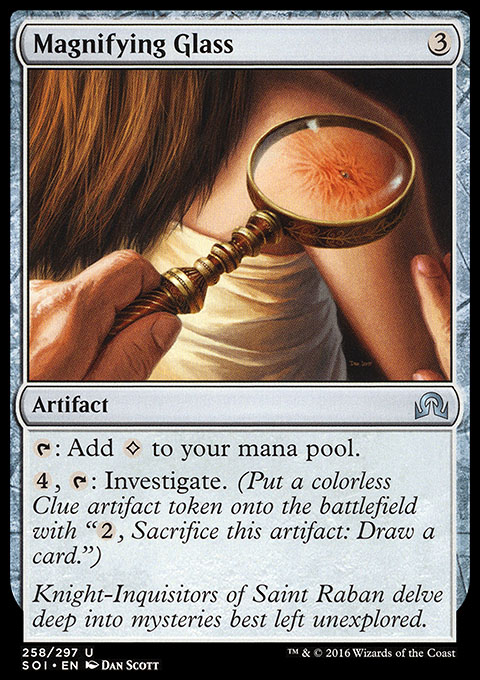 Magnifying Glass 3
Artifact
: Add to your mana pool.
4, : Investigate. (Put a colorless
Clue artifact token onto the battlefield
with “2, Sacrifice this artifact: Draw a
card.”)
Knight-Inquisitors of Saint Raban delve
deep into mysteries best left unexplored.
258/297 U
SOI • EN Dan Scott
™ & © 2016 Wizards of the Coast